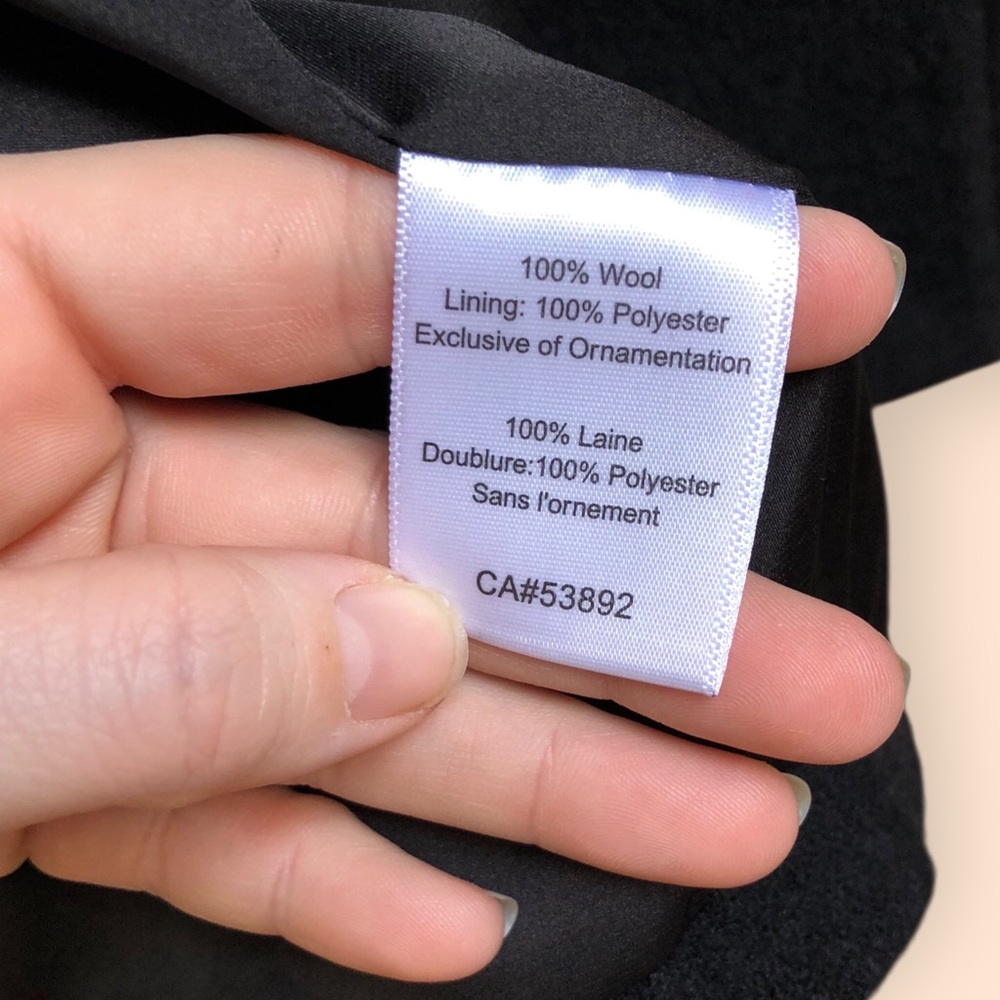 100% Wool
Lining: 100% Polyester
Exclusive of Ornamentation
100% Laine
Doublure:100% Polyester
Sans l'ornement
CA#53892